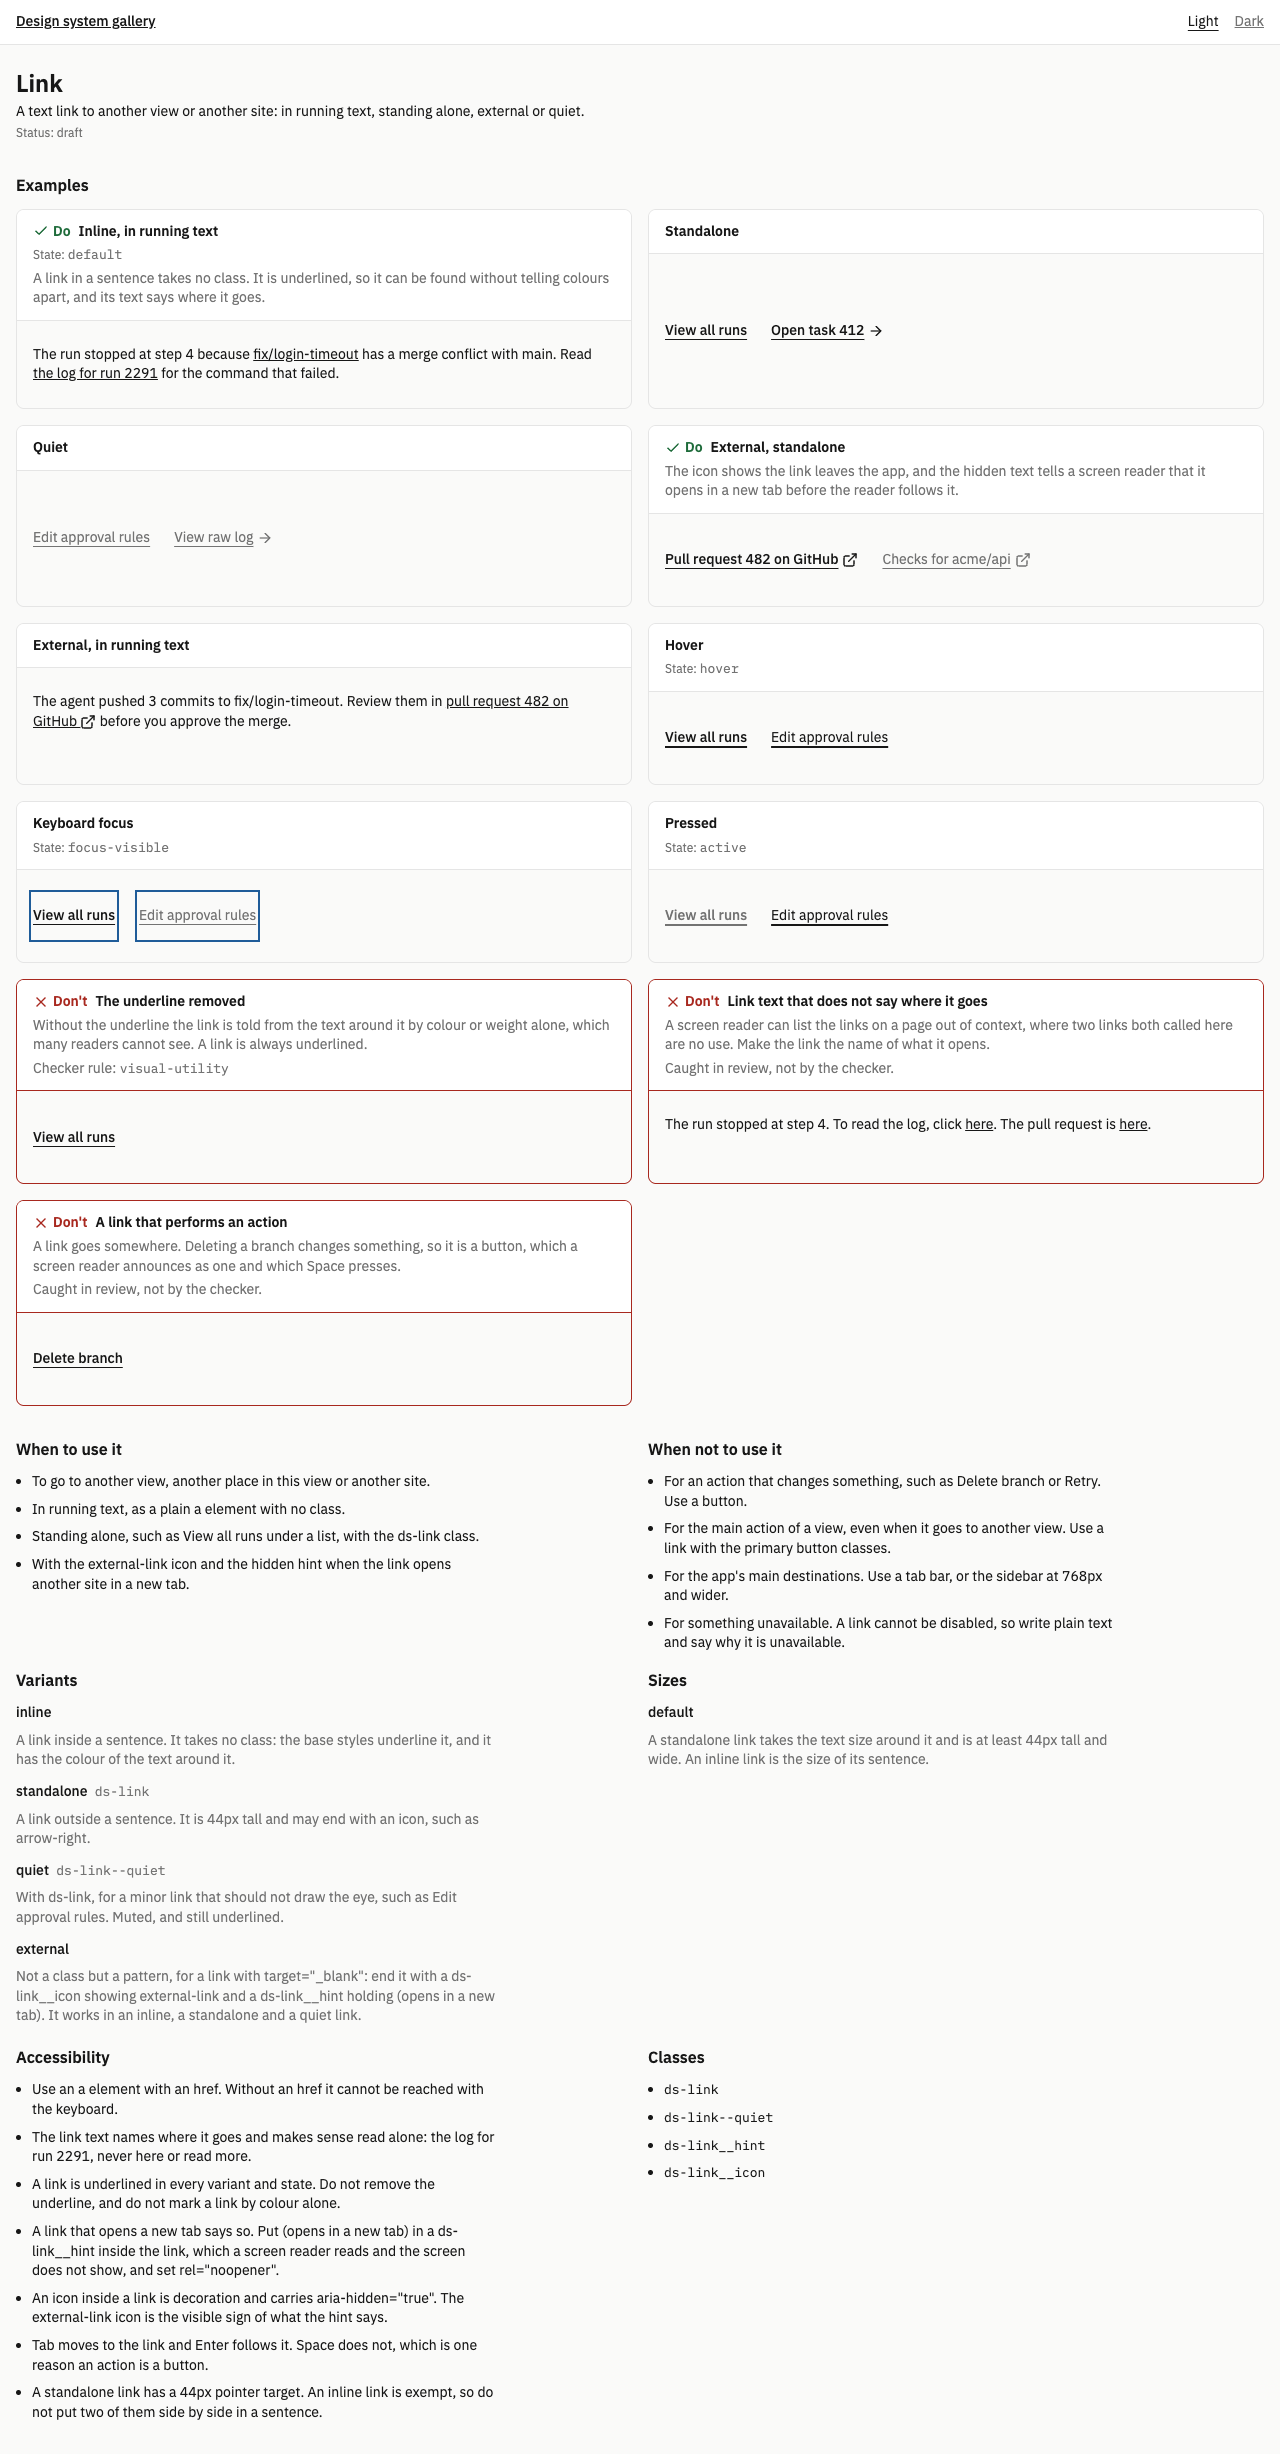 Design system gallery
Light Dark
Link
A text link to another view or another site: in running text, standing alone, external or quiet.
Status: draft
Examples
Do Inline, in running text
State: default
A link in a sentence takes no class. It is underlined, so it can be found without telling colours
apart, and its text says where it goes.
The run stopped at step 4 because fix/login-timeout has a merge conflict with main. Read
the log for run 2291 for the command that failed.
Standalone
View all runs Open task 412
Quiet
Edit approval rules View raw log
Do External, standalone
The icon shows the link leaves the app, and the hidden text tells a screen reader that it
opens in a new tab before the reader follows it.
Pull request 482 on GitHub Checks for acme/api
External, in running text
The agent pushed 3 commits to fix/login-timeout. Review them in pull request 482 on
GitHub before you approve the merge.
Hover
State: hover
View all runs Edit approval rules
Keyboard focus
State: focus-visible
View all runs Edit approval rules
Pressed
State: active
View all runs Edit approval rules
Don't The underline removed
Without the underline the link is told from the text around it by colour or weight alone, which
many readers cannot see. A link is always underlined.
Checker rule: visual-utility
View all runs
Don't Link text that does not say where it goes
A screen reader can list the links on a page out of context, where two links both called here
are no use. Make the link the name of what it opens.
Caught in review, not by the checker.
The run stopped at step 4. To read the log, click here. The pull request is here.
Don't A link that performs an action
A link goes somewhere. Deleting a branch changes something, so it is a button, which a
screen reader announces as one and which Space presses.
Caught in review, not by the checker.
Delete branch
When to use it
To go to another view, another place in this view or another site.
In running text, as a plain a element with no class.
Standing alone, such as View all runs under a list, with the ds-link class.
With the external-link icon and the hidden hint when the link opens
another site in a new tab.
When not to use it
For an action that changes something, such as Delete branch or Retry.
Use a button.
For the main action of a view, even when it goes to another view. Use a
link with the primary button classes.
For the app's main destinations. Use a tab bar, or the sidebar at 768px
and wider.
For something unavailable. A link cannot be disabled, so write plain text
and say why it is unavailable.
Variants
inline
A link inside a sentence. It takes no class: the base styles underline it, and it
has the colour of the text around it.
standalone ds-link
A link outside a sentence. It is 44px tall and may end with an icon, such as
arrow-right.
quiet ds-link--quiet
With ds-link, for a minor link that should not draw the eye, such as Edit
approval rules. Muted, and still underlined.
external
Not a class but a pattern, for a link with target="_blank": end it with a ds-
link__icon showing external-link and a ds-link__hint holding (opens in a new
tab). It works in an inline, a standalone and a quiet link.
Sizes
default
A standalone link takes the text size around it and is at least 44px tall and
wide. An inline link is the size of its sentence.
Accessibility
Use an a element with an href. Without an href it cannot be reached with
the keyboard.
The link text names where it goes and makes sense read alone: the log for
run 2291, never here or read more.
A link is underlined in every variant and state. Do not remove the
underline, and do not mark a link by colour alone.
A link that opens a new tab says so. Put (opens in a new tab) in a ds-
link__hint inside the link, which a screen reader reads and the screen
does not show, and set rel="noopener".
An icon inside a link is decoration and carries aria-hidden="true". The
external-link icon is the visible sign of what the hint says.
Tab moves to the link and Enter follows it. Space does not, which is one
reason an action is a button.
A standalone link has a 44px pointer target. An inline link is exempt, so do
not put two of them side by side in a sentence.
Classes
ds-link
ds-link--quiet
ds-link__hint
ds-link__icon